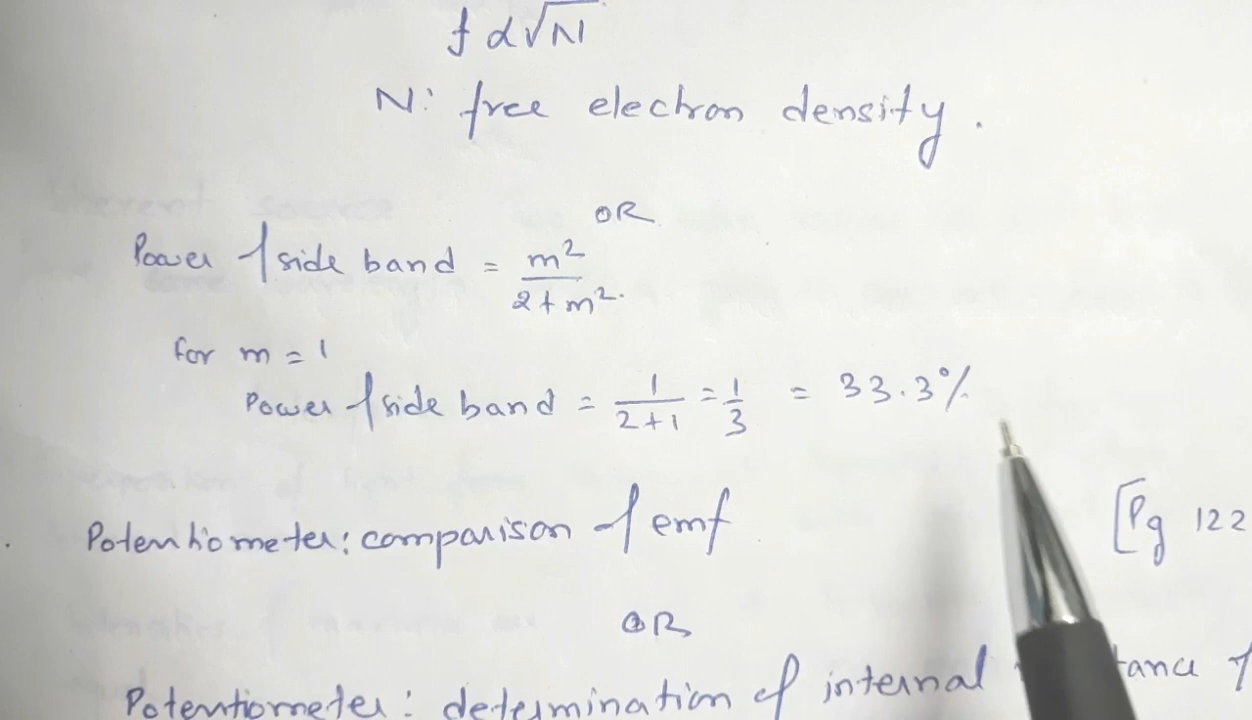 f α √N
N: free electron density.
OR
Power of side band = m²/(2+m²).
for m = 1
Power of side band = 1/(2+1) = 1/3 = 33.3%
Potentiometer: comparison of emf [Pg 122
OR
Potentiometer: determination of internal